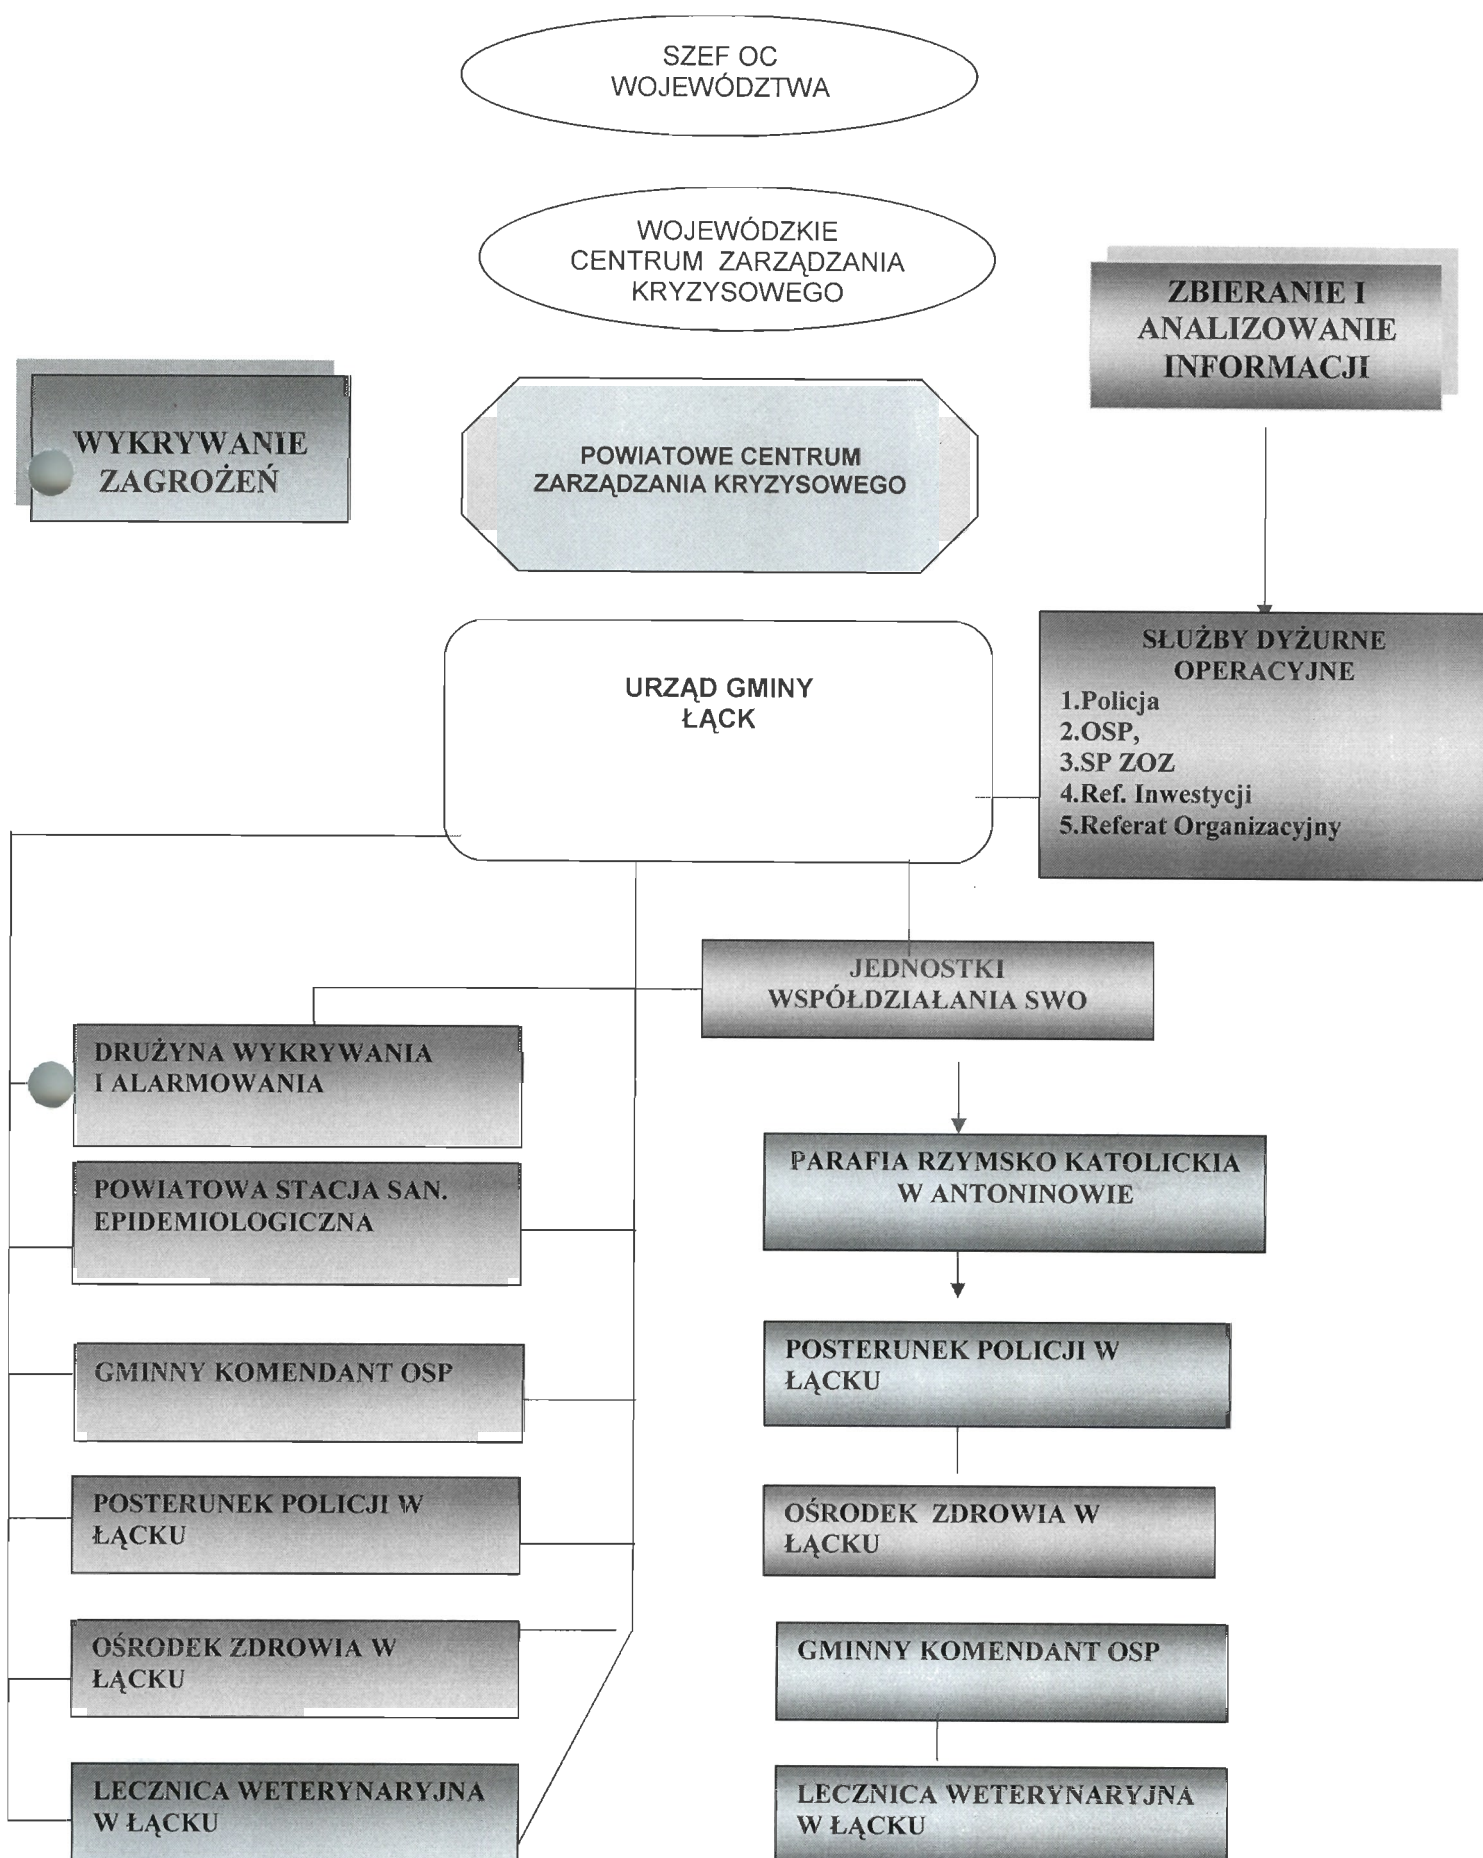 SZEF OC
WOJEWÓDZTWA
WOJEWÓDZKIE
CENTRUM ZARZĄDZANIA
KRYZYSOWEGO
ZBIERANIE I
ANALIZOWANIE
INFORMACJI
WYKRYWANIE
ZAGROŻEŃ
POWIATOWE CENTRUM
ZARZĄDZANIA KRYZYSOWEGO
URZĄD GMINY
ŁĄCK
SŁUŻBY DYŻURNE
OPERACYJNE
1.Policja
2.OSP,
3.SP ZOZ
4.Ref. Inwestycji
5.Referat Organizacyjny
JEDNOSTKI
WSPÓŁDZIAŁANIA SWO
DRUŻYNA WYKRYWANIA
I ALARMOWANIA
POWIATOWA STACJA SAN.
EPIDEMIOLOGICZNA
GMINNY KOMENDANT OSP
POSTERUNEK POLICJI W
ŁĄCKU
OŚRODEK ZDROWIA W
ŁĄCKU
LECZNICA WETERYNARYJNA
W ŁĄCKU
PARAFIA RZYMSKO KATOLICKIA
W ANTONINOWIE
POSTERUNEK POLICJI W
ŁĄCKU
OŚRODEK ZDROWIA W
ŁĄCKU
GMINNY KOMENDANT OSP
LECZNICA WETERYNARYJNA
W ŁĄCKU